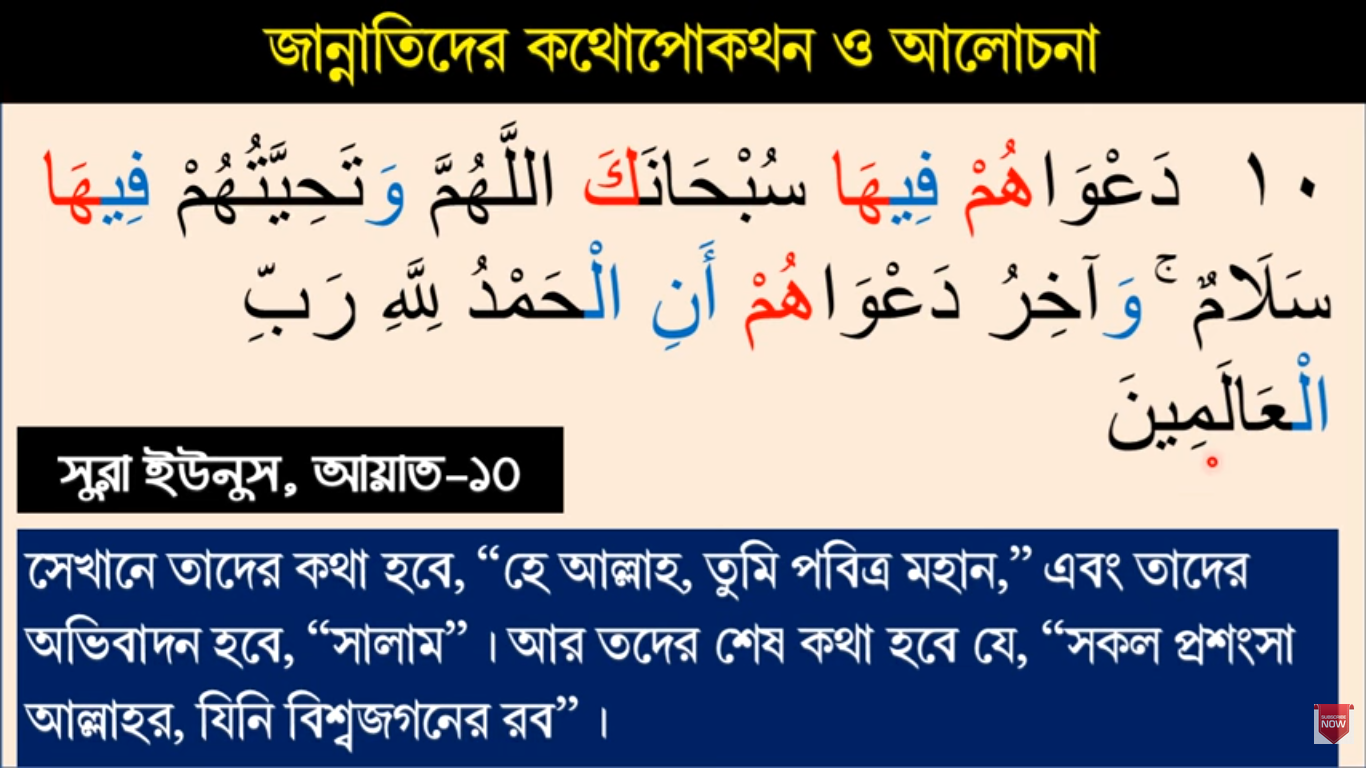 জান্নাতিদের কথোপোকথন ও আলোচনা
١٠ دَعْوَاهُمْ فِيهَا سُبْحَانَكَ اللَّهُمَّ وَتَحِيَّتُهُمْ فِيهَا
سَلَامٌ ۚ وَآخِرُ دَعْوَاهُمْ أَنِ الْحَمْدُ لِلَّهِ رَبِّ
الْعَالَمِينَ
সুরা ইউনুস, আয়াত-১০
সেখানে তাদের কথা হবে, “হে আল্লাহ, তুমি পবিত্র মহান,” এবং তাদের
অভিবাদন হবে, “সালাম” । আর তদের শেষ কথা হবে যে, “সকল প্রশংসা
আল্লাহর, যিনি বিশ্বজগনের রব” ।
SUBSCRIBE
NOW